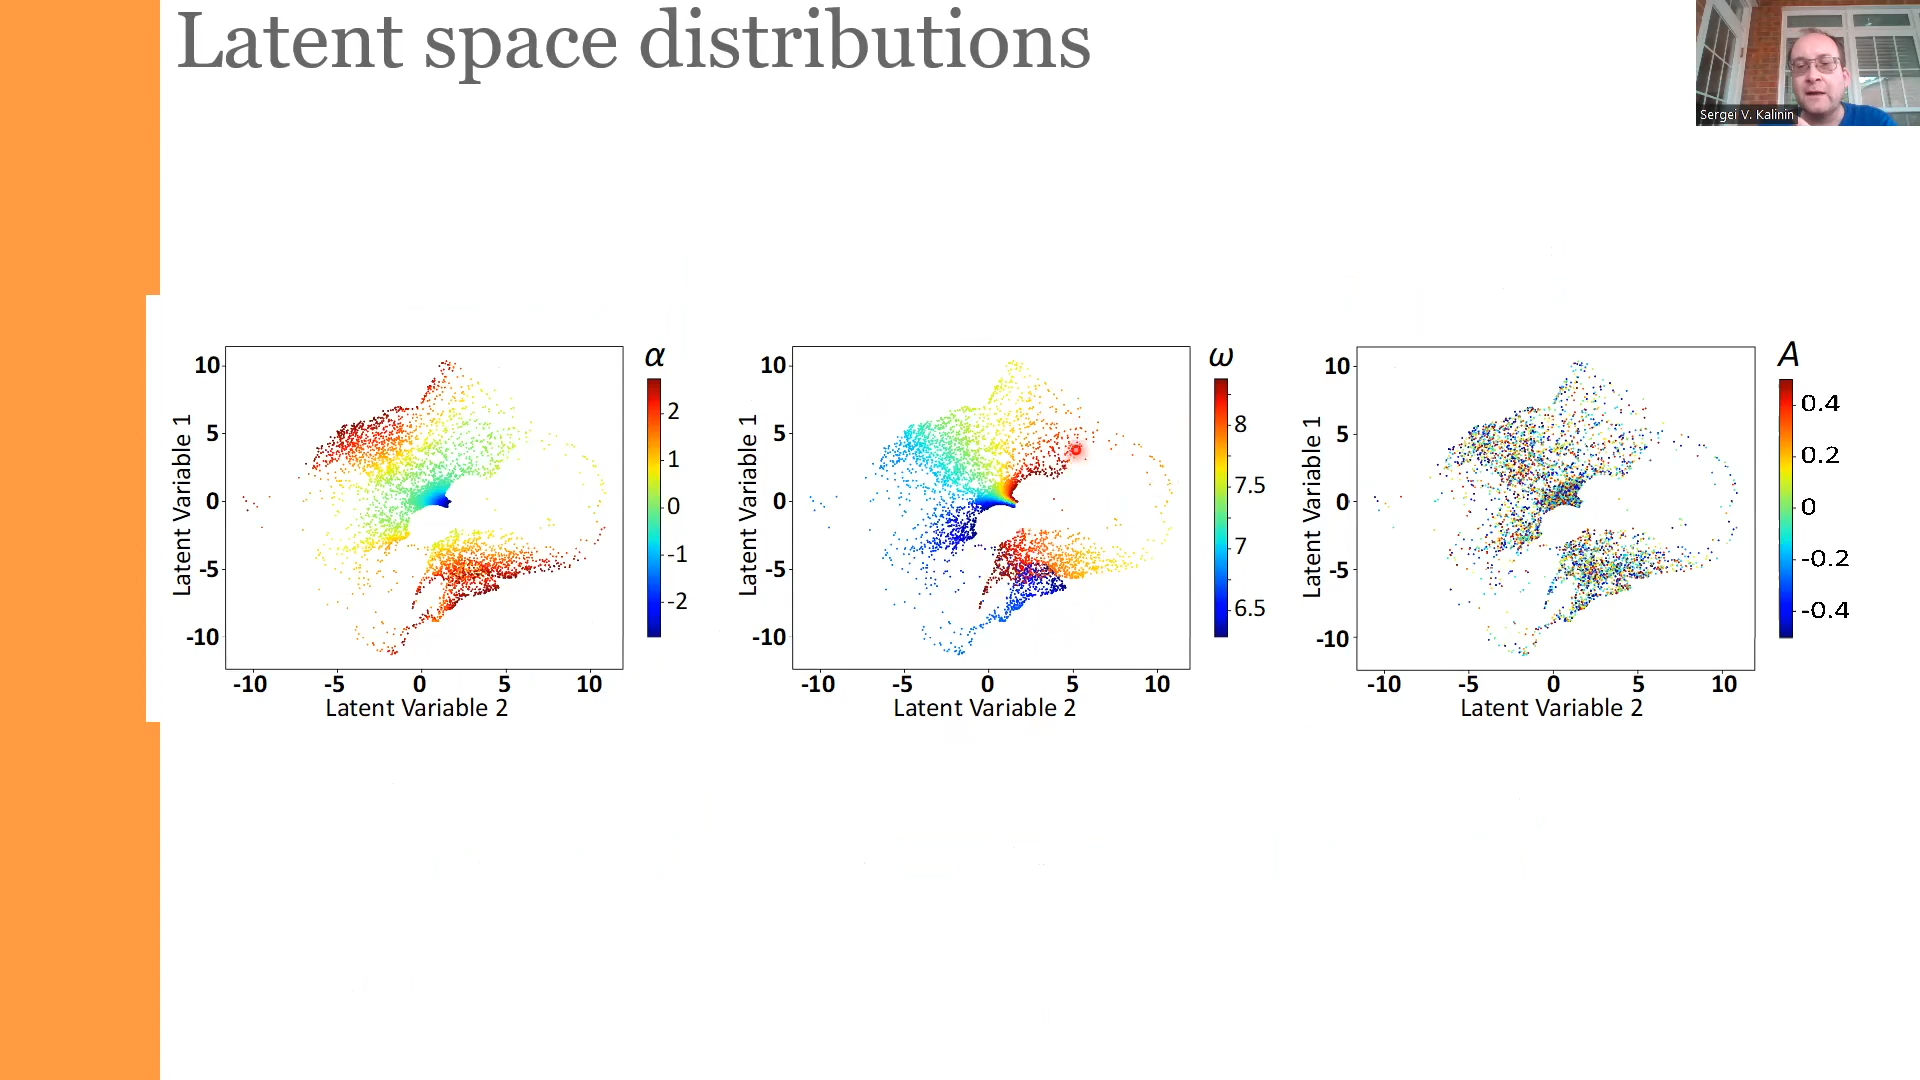 Latent space distributions
Sergei V. Kalinin
α
10
5
0
-5
-10
Latent Variable 1
-10 -5 0 5 10
Latent Variable 2
2
1
0
-1
-2
ω
10
5
0
-5
-10
Latent Variable 1
-10 -5 0 5 10
Latent Variable 2
8
7.5
7
6.5
A
10
5
0
-5
-10
Latent Variable 1
-10 -5 0 5 10
Latent Variable 2
0.4
0.2
0
-0.2
-0.4